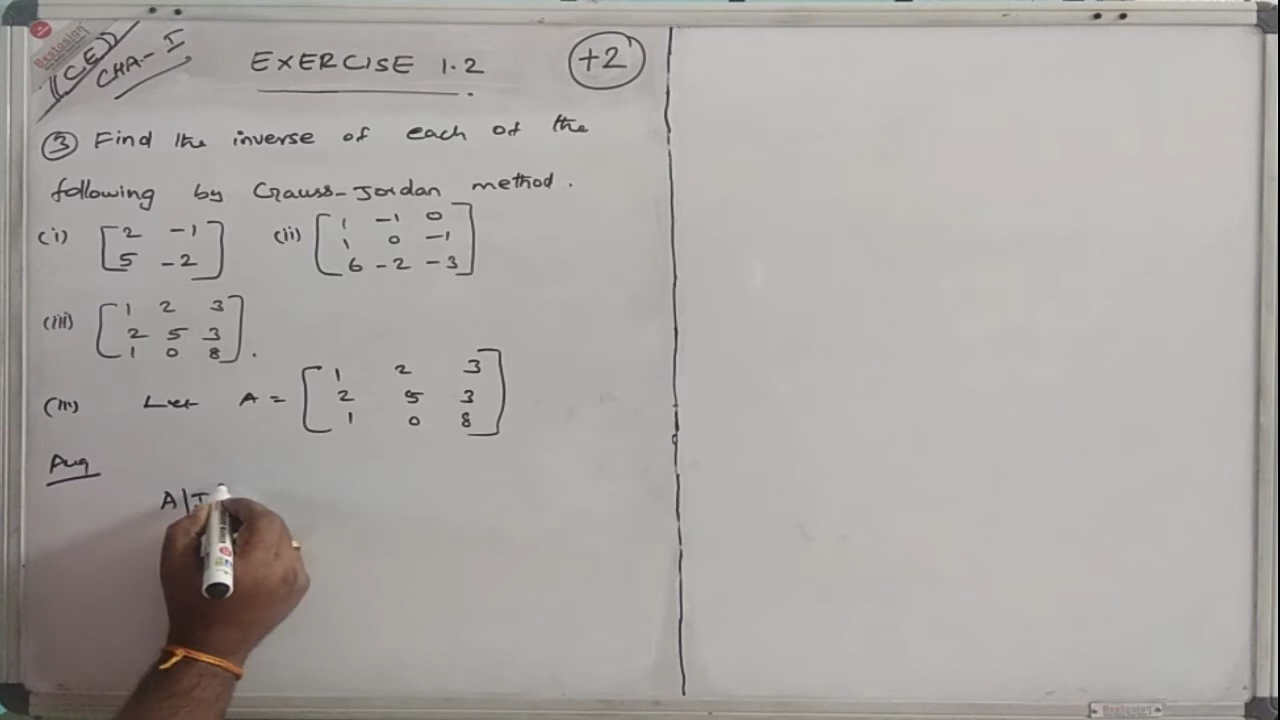 Bestasian
((CE))
CHA- I
EXERCISE 1.2
+2
③ Find the inverse of each of the
following by Grauss-Jordan method.
(i) [2 -1
5 -2]
(ii) [1 -1 0
1 0 -1
6 -2 -3]
(iii) [1 2 3
2 5 3
1 0 8].
(iii) Let A = [1 2 3
2 5 3
1 0 8]
Aug
A|I